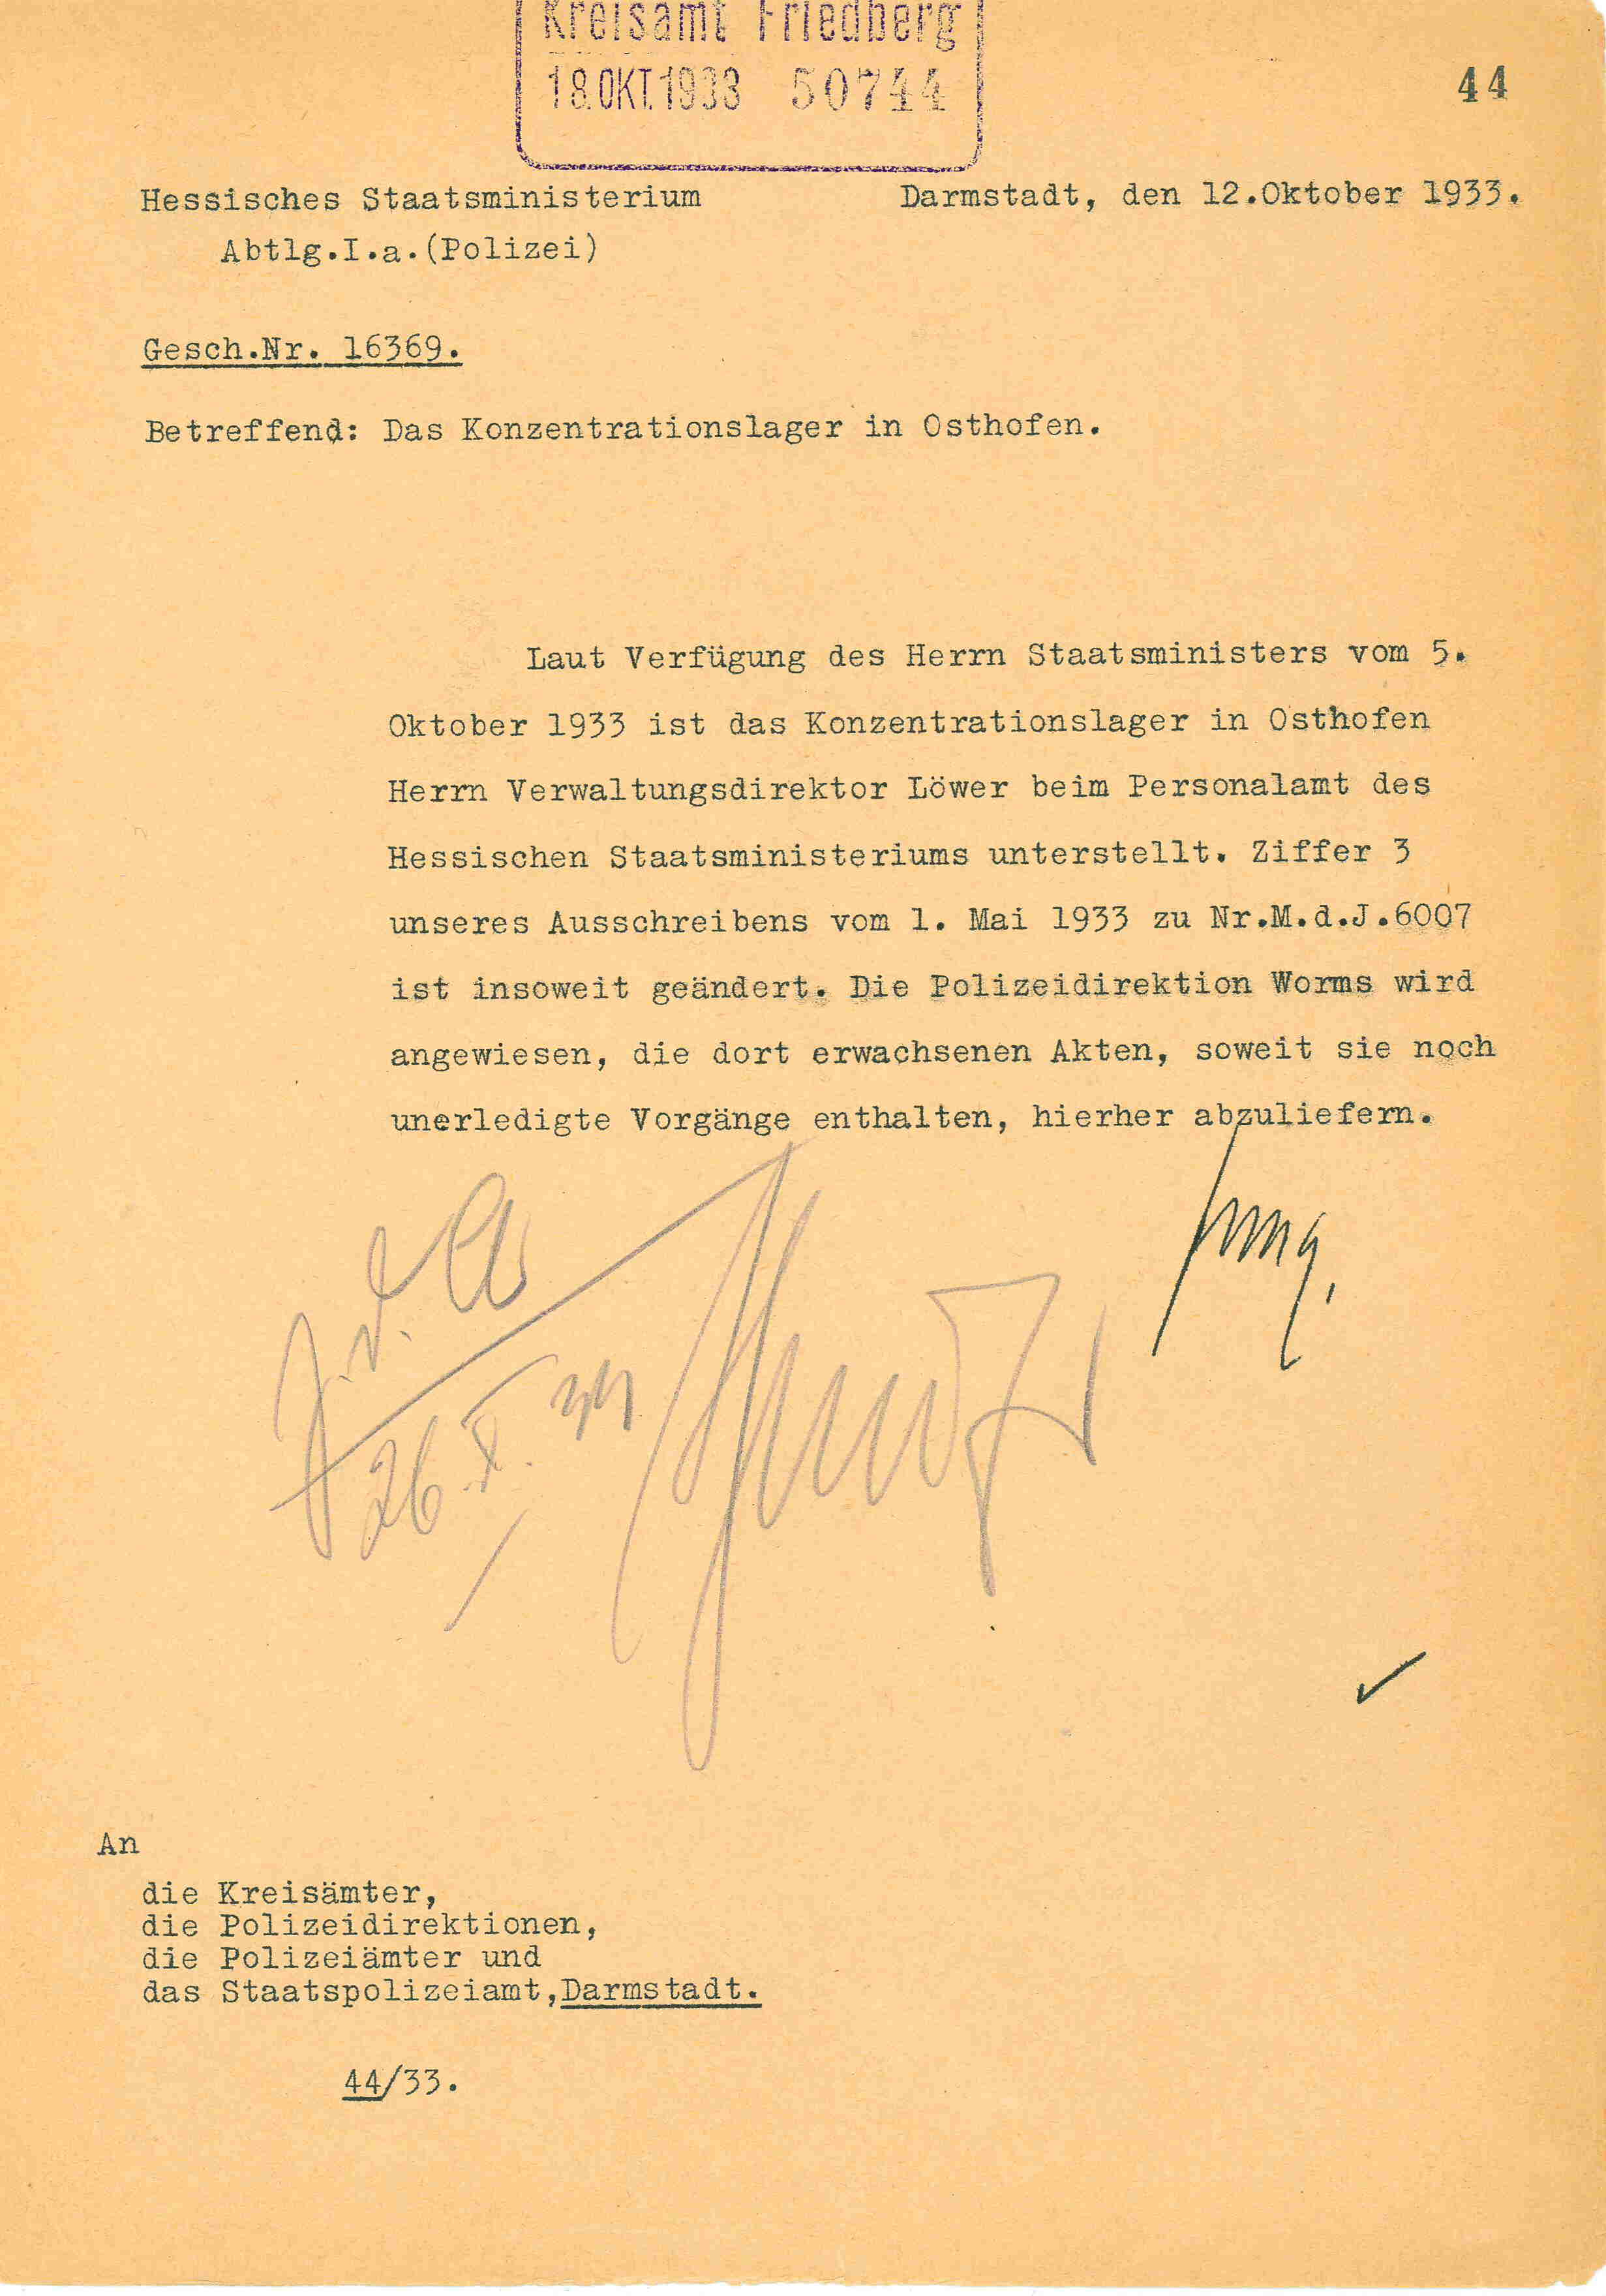 Kreisamt Friedberg
18.OKT.1933 50744
44
Hessisches Staatsministerium
Darmstadt, den 12.Oktober 1933.
Abtlg.I.a.(Polizei)
Gesch.Nr. 16369.
Betreffend: Das Konzentrationslager in Osthofen.
Laut Verfügung des Herrn Staatsministers vom 5.
Oktober 1933 ist das Konzentrationslager in Osthofen
Herrn Verwaltungsdirektor Löwer beim Personalamt des
Hessischen Staatsministeriums unterstellt. Ziffer 3
unseres Ausschreibens vom 1. Mai 1933 zu Nr.M.d.J.6007
ist insoweit geändert. Die Polizeidirektion Worms wird
angewiesen, die dort erwachsenen Akten, soweit sie noch
unerledigte Vorgänge enthalten, hierher abzuliefern.
Jung.
26.X.33
An
die Kreisämter,
die Polizeidirektionen,
die Polizeiämter und
das Staatspolizeiamt,Darmstadt.
44/33.